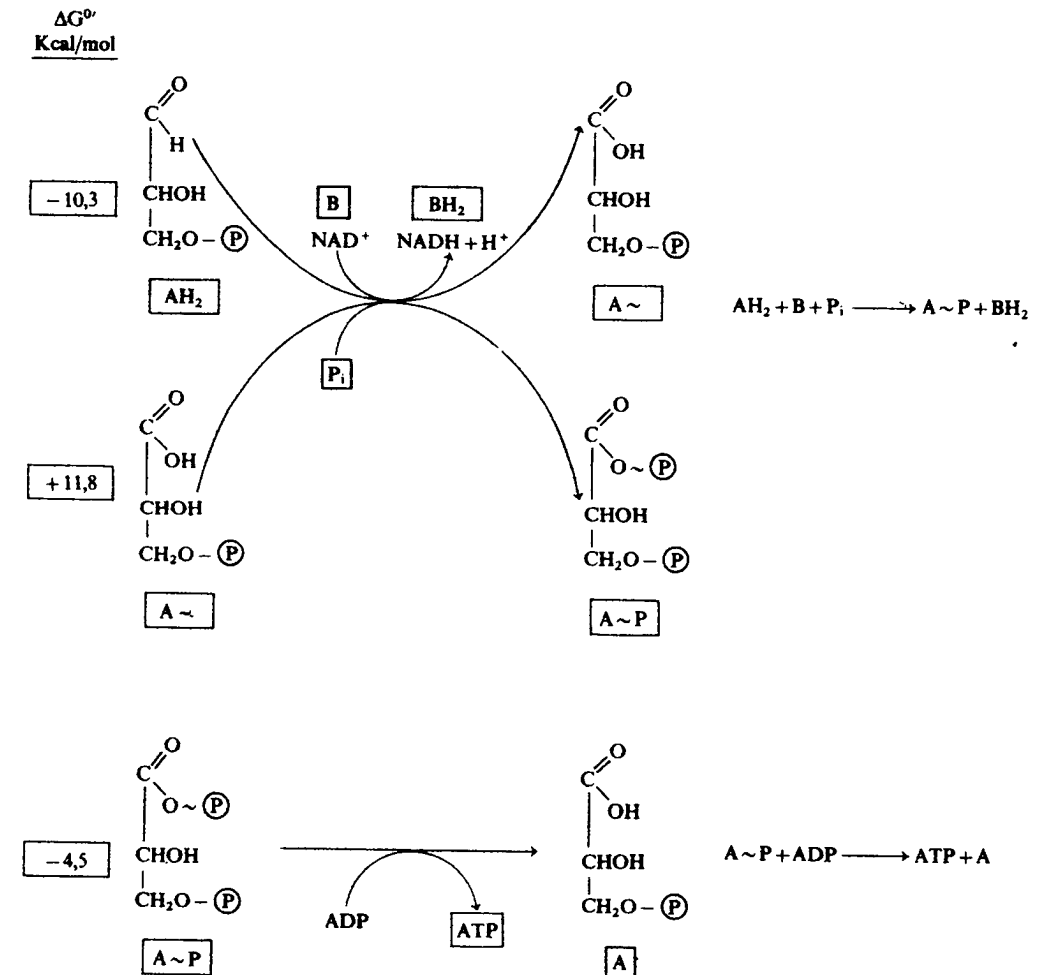 ΔG⁰′
Kcal/mol
O
C
H
−10,3
CHOH
CH₂O−Ⓟ
AH₂
B
NAD⁺
BH₂
NADH + H⁺
Pᵢ
O
C
OH
CHOH
CH₂O−Ⓟ
A ~
AH₂ + B + Pᵢ ⟶ A ~ P + BH₂
O
C
OH
+11,8
CHOH
CH₂O−Ⓟ
A ~
O
C
O ~ Ⓟ
CHOH
CH₂O−Ⓟ
A ~ P
O
C
O ~ Ⓟ
−4,5
CHOH
CH₂O−Ⓟ
A ~ P
ADP
ATP
O
C
OH
CHOH
CH₂O−Ⓟ
A
A ~ P + ADP ⟶ ATP + A